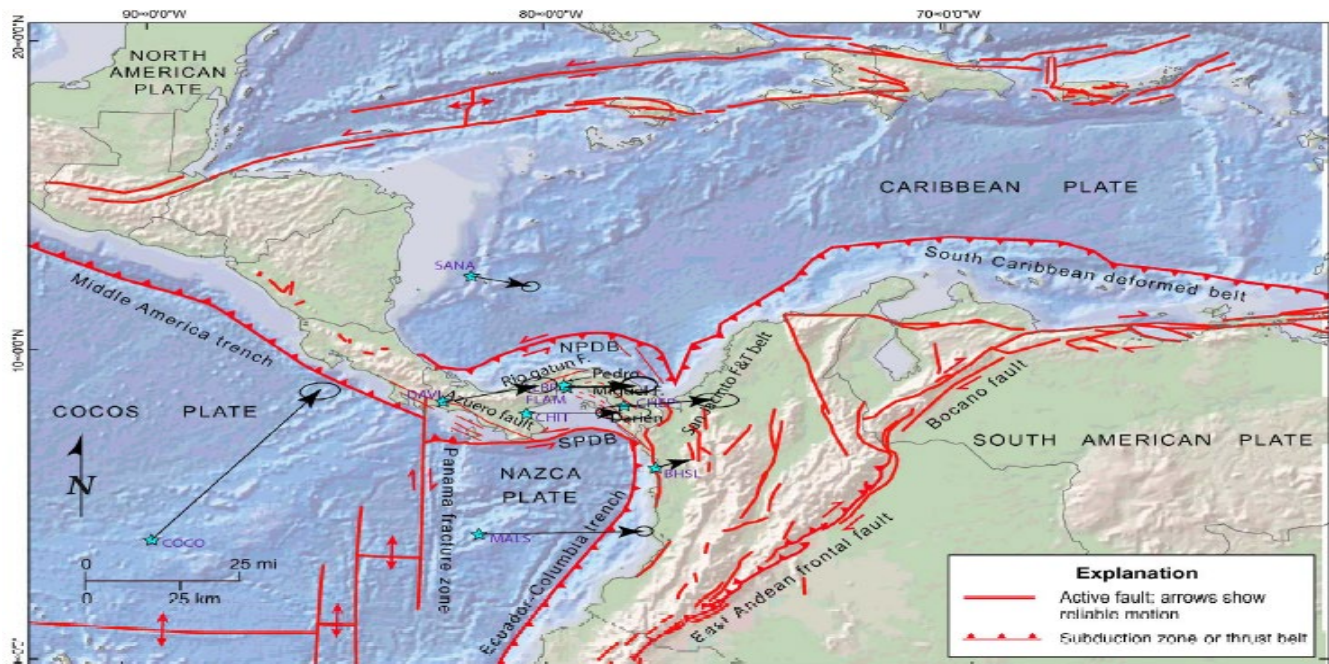 90°0'0"W
80°0'0"W
70°0'0"W
20°0'0"N
NORTH
AMERICAN
PLATE
CARIBBEAN PLATE
SANA
South Caribbean deformed belt
Middle America trench
10°0'0"N
NPDB
Rio gatun F.
Pedro
Miguel F.
San Jacinto F&T belt
DAVI
FLAM
CHEP
Azuero fault
CHIT
Darien
COCOS PLATE
SPDB
Bocano fault
SOUTH AMERICAN PLATE
N
NAZCA
PLATE
BHSL
Panama fracture zone
MALS
COCO
Ecuador-Columbia trench
East Andean frontal fault
0 25 mi
0 25 km
Explanation
Active fault: arrows show
reliable motion
Subduction zone or thrust belt